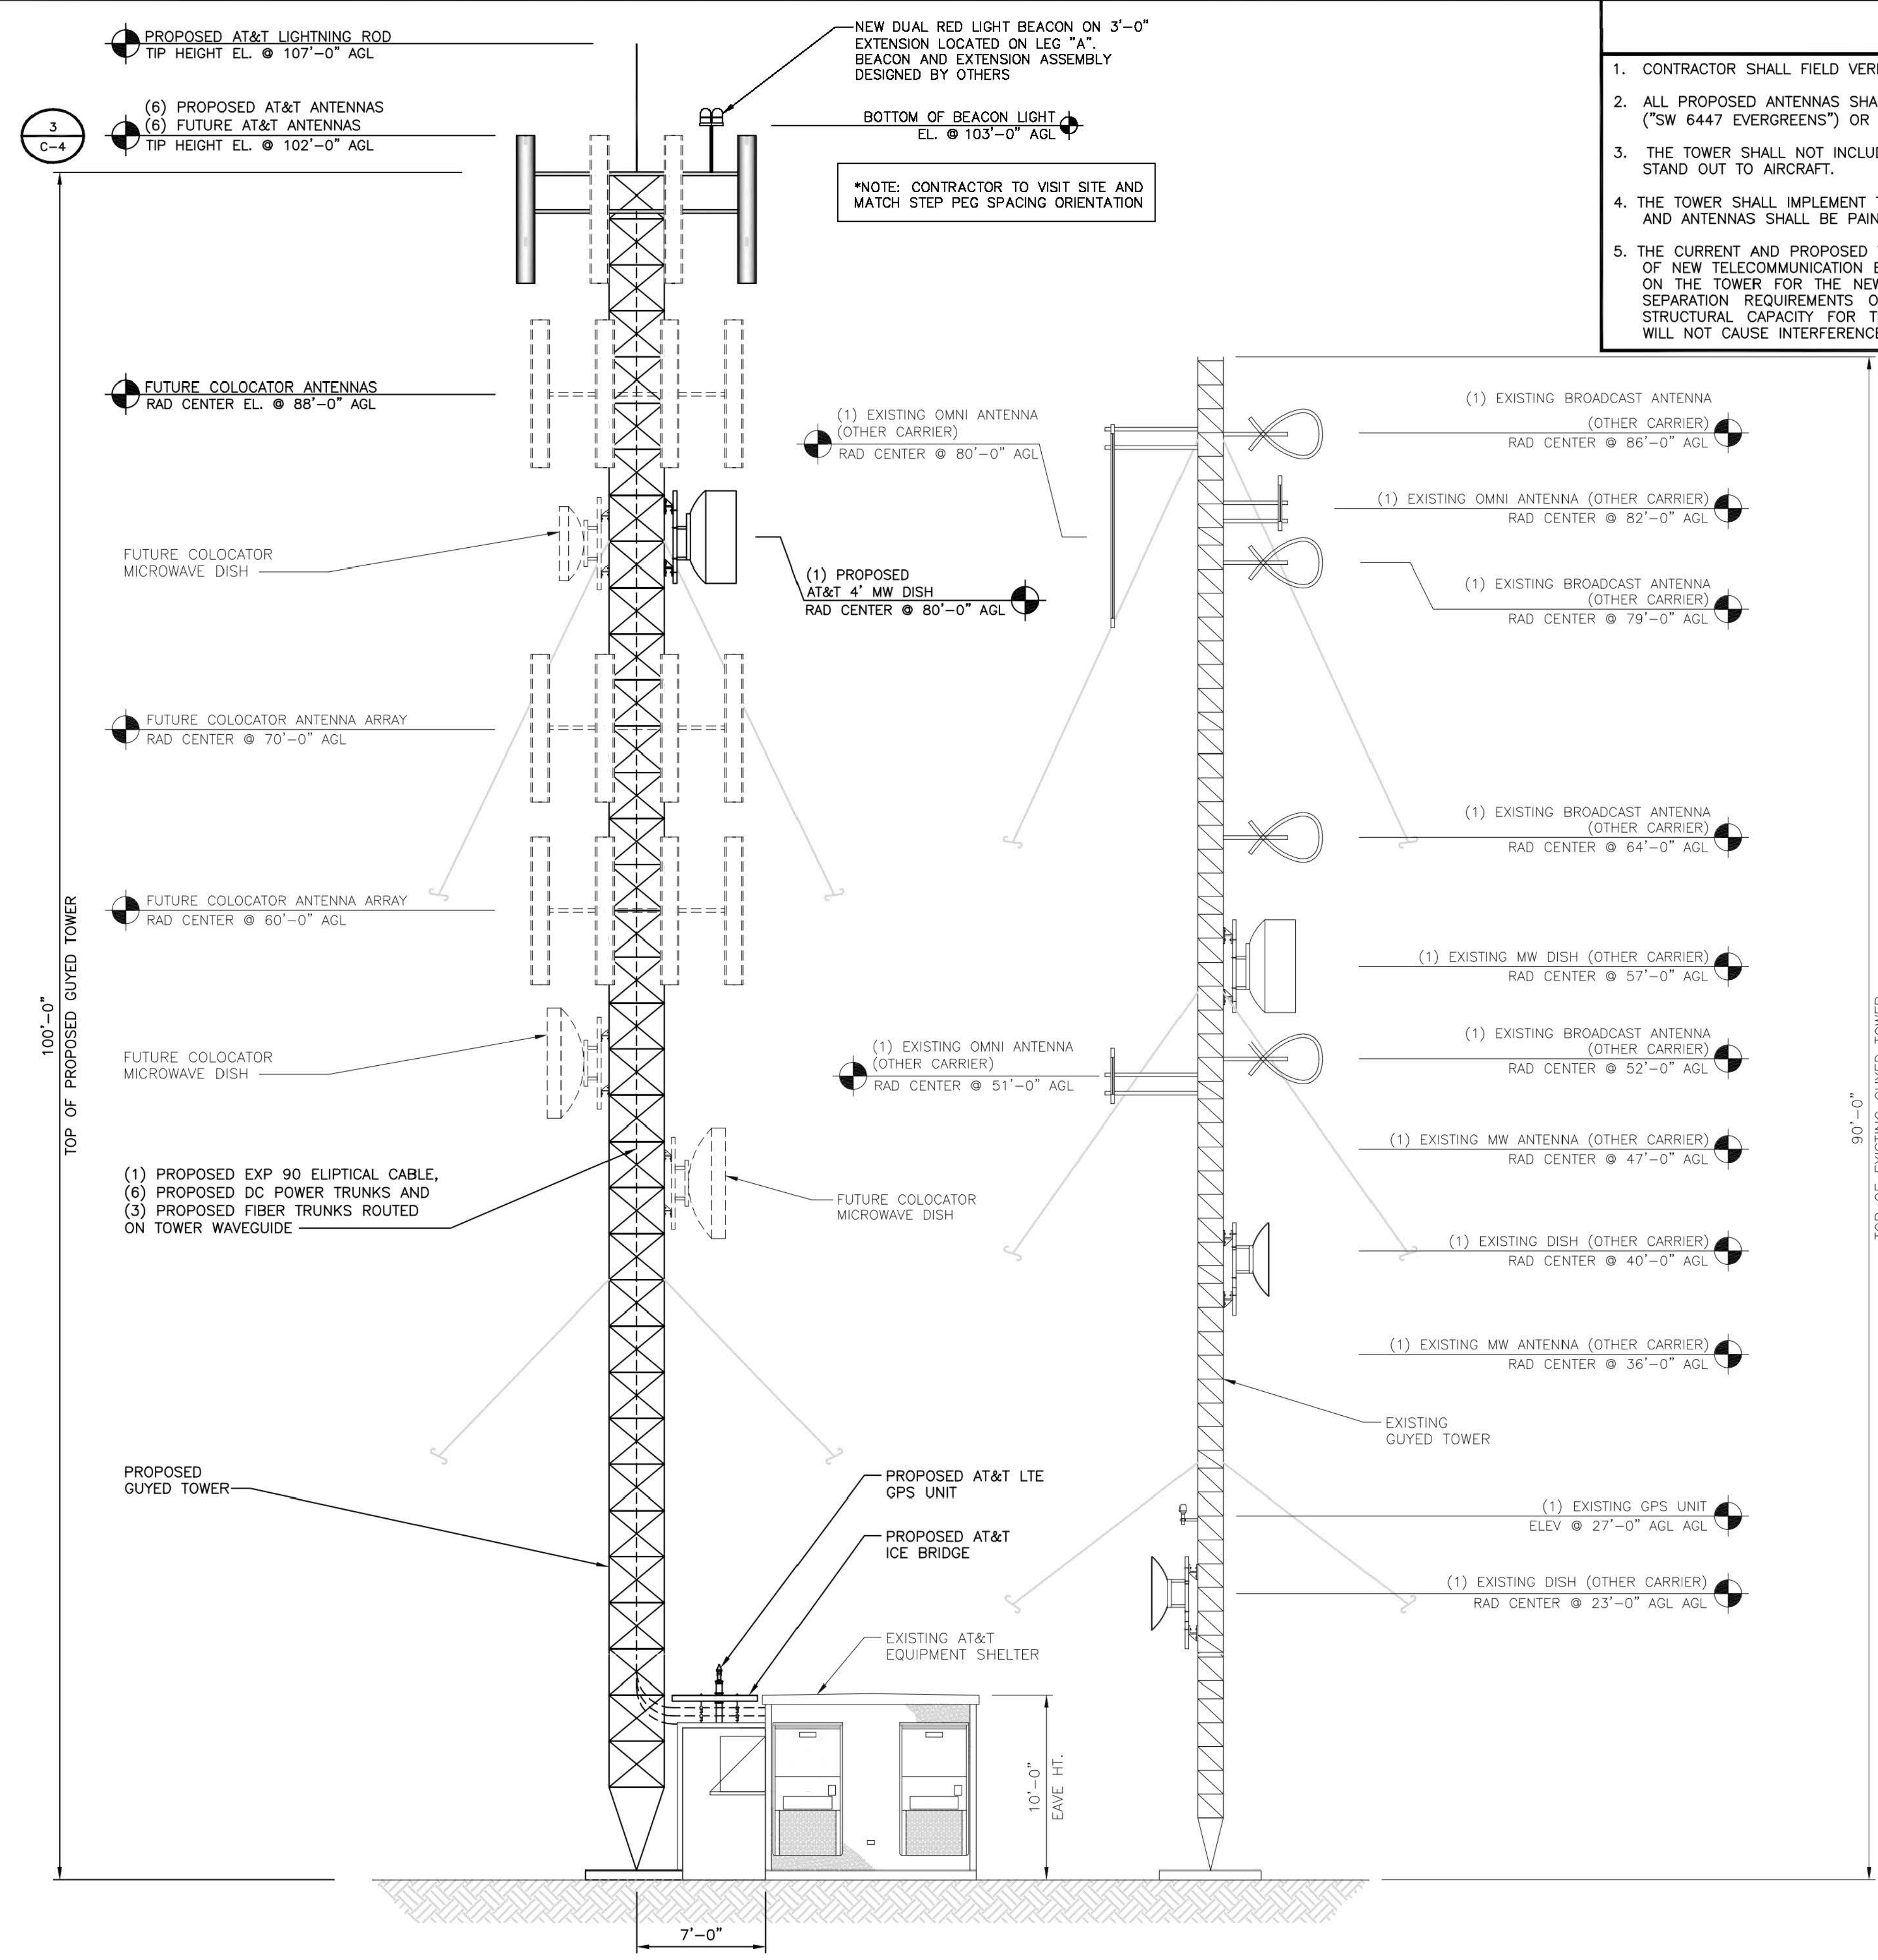 PROPOSED AT&T LIGHTNING ROD
TIP HEIGHT EL. @ 107'-0" AGL
3
C-4
(6) PROPOSED AT&T ANTENNAS
(6) FUTURE AT&T ANTENNAS
TIP HEIGHT EL. @ 102'-0" AGL
NEW DUAL RED LIGHT BEACON ON 3'-0"
EXTENSION LOCATED ON LEG "A".
BEACON AND EXTENSION ASSEMBLY
DESIGNED BY OTHERS
BOTTOM OF BEACON LIGHT
EL. @ 103'-0" AGL
*NOTE: CONTRACTOR TO VISIT SITE AND
MATCH STEP PEG SPACING ORIENTATION
1. CONTRACTOR SHALL FIELD
2. ALL PROPOSED ANTENNAS
("SW 6447 EVERGREENS") OR
3. THE TOWER SHALL NOT
STAND OUT TO AIRCRAFT.
4. THE TOWER SHALL IMPLEMENT
AND ANTENNAS SHALL BE
5. THE CURRENT AND PROPOSED
OF NEW TELECOMMUNICATION
ON THE TOWER FOR THE
SEPARATION REQUIREMENTS
STRUCTURAL CAPACITY FOR
WILL NOT CAUSE
FUTURE COLOCATOR ANTENNAS
RAD CENTER EL. @ 88'-0" AGL
FUTURE COLOCATOR
MICROWAVE DISH
(1) PROPOSED
AT&T 4' MW DISH
RAD CENTER @ 80'-0" AGL
FUTURE COLOCATOR ANTENNA ARRAY
RAD CENTER @ 70'-0" AGL
FUTURE COLOCATOR ANTENNA ARRAY
RAD CENTER @ 60'-0" AGL
100'-0"
TOP OF PROPOSED GUYED TOWER
FUTURE COLOCATOR
MICROWAVE DISH
(1) PROPOSED EXP 90 ELIPTICAL CABLE,
(6) PROPOSED DC POWER TRUNKS AND
(3) PROPOSED FIBER TRUNKS ROUTED
ON TOWER WAVEGUIDE
FUTURE COLOCATOR
MICROWAVE DISH
PROPOSED
GUYED TOWER
PROPOSED AT&T LTE
GPS UNIT
PROPOSED AT&T
ICE BRIDGE
EXISTING AT&T
EQUIPMENT SHELTER
10'-0"
EAVE HT.
7'-0"
(1) EXISTING OMNI ANTENNA
(OTHER CARRIER)
RAD CENTER @ 80'-0" AGL
(1) EXISTING OMNI ANTENNA
(OTHER CARRIER)
RAD CENTER @ 51'-0" AGL
(1) EXISTING BROADCAST ANTENNA
(OTHER CARRIER)
RAD CENTER @ 86'-0" AGL
(1) EXISTING OMNI ANTENNA (OTHER CARRIER)
RAD CENTER @ 82'-0" AGL
(1) EXISTING BROADCAST ANTENNA
(OTHER CARRIER)
RAD CENTER @ 79'-0" AGL
(1) EXISTING BROADCAST ANTENNA
(OTHER CARRIER)
RAD CENTER @ 64'-0" AGL
(1) EXISTING MW DISH (OTHER CARRIER)
RAD CENTER @ 57'-0" AGL
(1) EXISTING BROADCAST ANTENNA
(OTHER CARRIER)
RAD CENTER @ 52'-0" AGL
(1) EXISTING MW ANTENNA (OTHER CARRIER)
RAD CENTER @ 47'-0" AGL
(1) EXISTING DISH (OTHER CARRIER)
RAD CENTER @ 40'-0" AGL
(1) EXISTING MW ANTENNA (OTHER CARRIER)
RAD CENTER @ 36'-0" AGL
EXISTING
GUYED TOWER
(1) EXISTING GPS UNIT
ELEV @ 27'-0" AGL AGL
(1) EXISTING DISH (OTHER CARRIER)
RAD CENTER @ 23'-0" AGL AGL
90'-0"